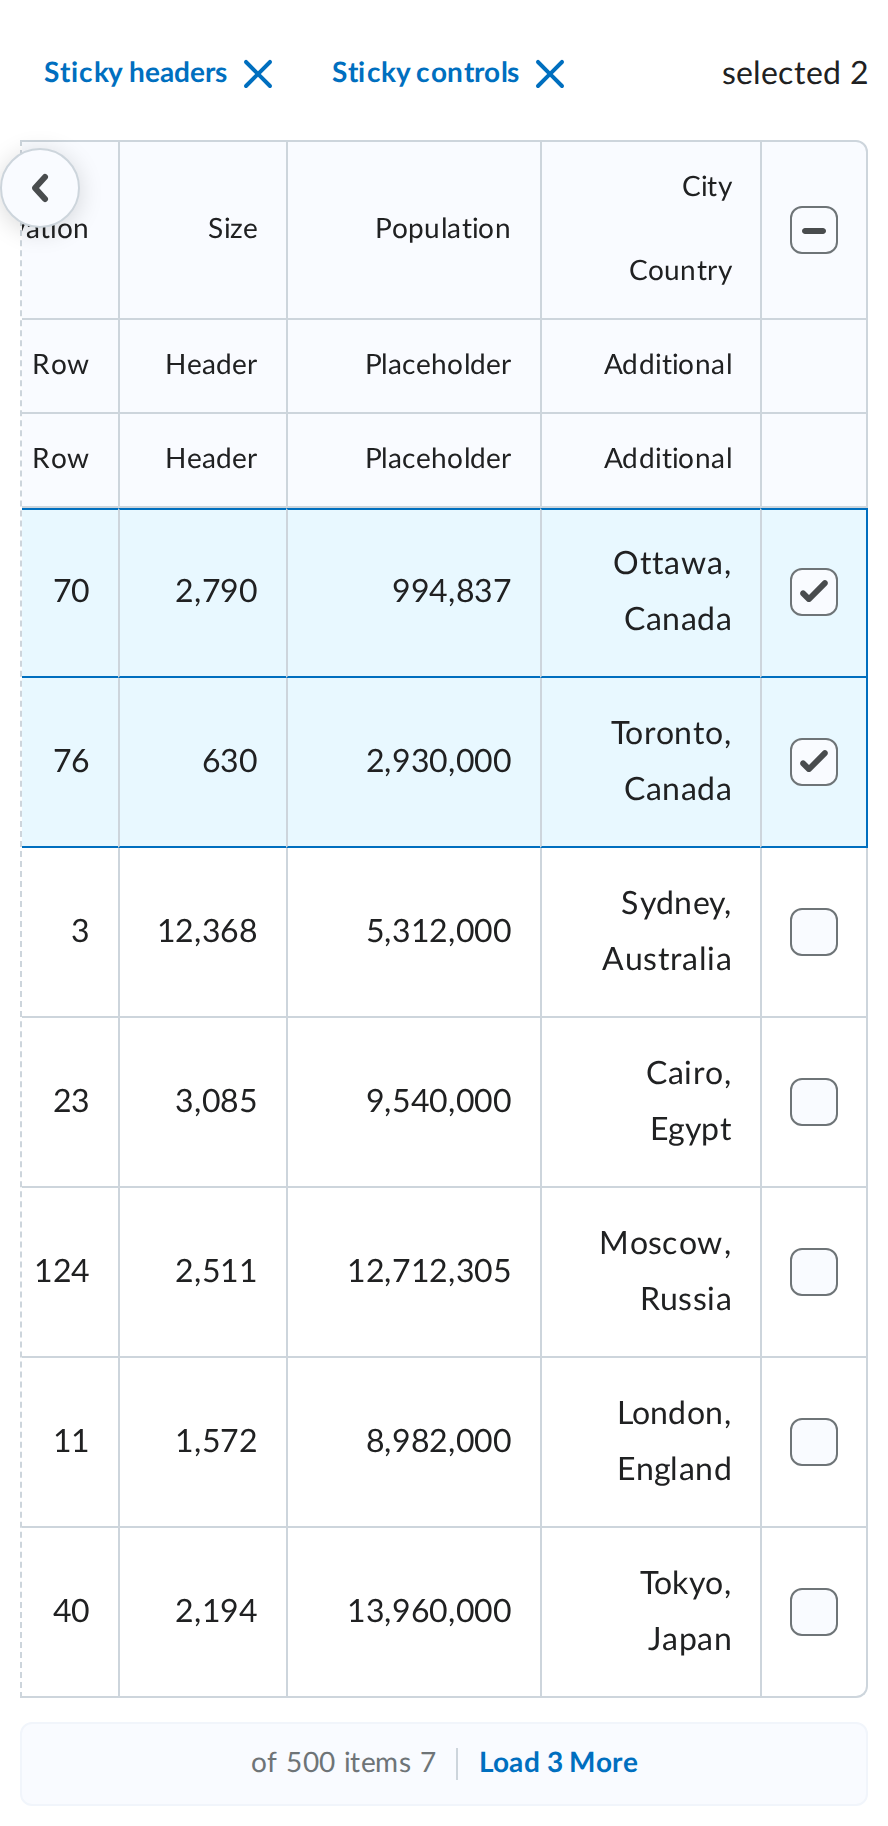 Sticky headers Sticky controls selected 2
City
ation Size Population
Country
Row Header Placeholder Additional
Row Header Placeholder Additional
Ottawa,
70 2,790 994,837
Canada
Toronto,
76 630 2,930,000
Canada
Sydney,
3 12,368 5,312,000
Australia
Cairo,
23 3,085 9,540,000
Egypt
Moscow,
124 2,511 12,712,305
Russia
London,
11 1,572 8,982,000
England
Tokyo,
40 2,194 13,960,000
Japan
of 500 items 7 Load 3 More